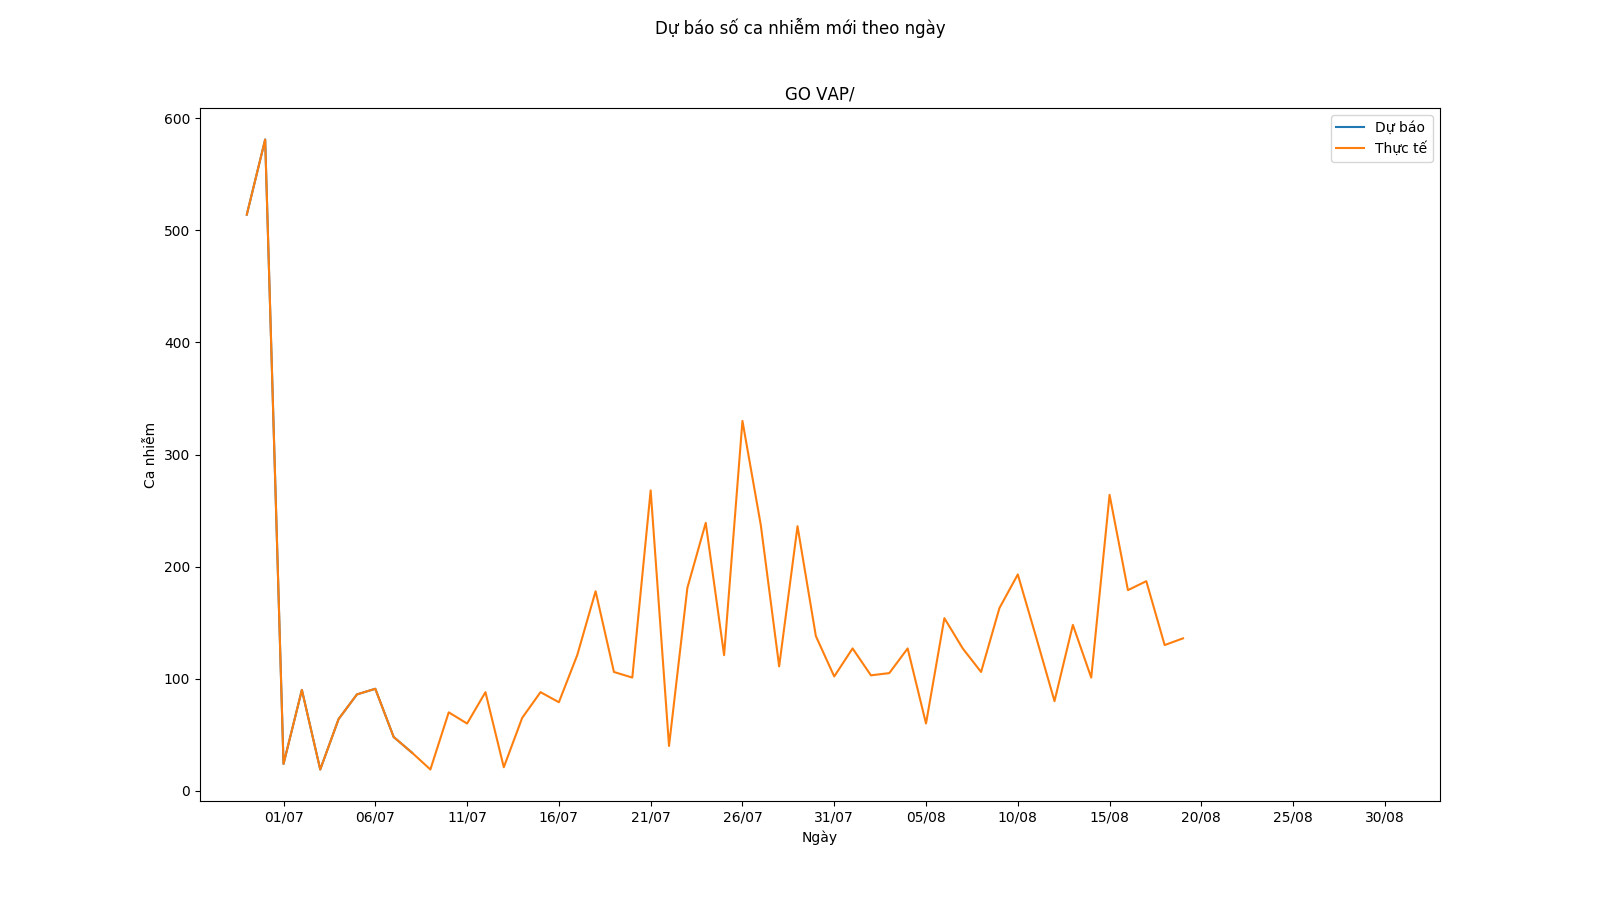 Dự báo số ca nhiễm mới theo ngày
GO VAP/
Dự báo
Thực tế
600
500
400
300
200
100
0
Ca nhiễm
01/07 06/07 11/07 16/07 21/07 26/07 31/07 05/08 10/08 15/08 20/08 25/08 30/08
Ngày